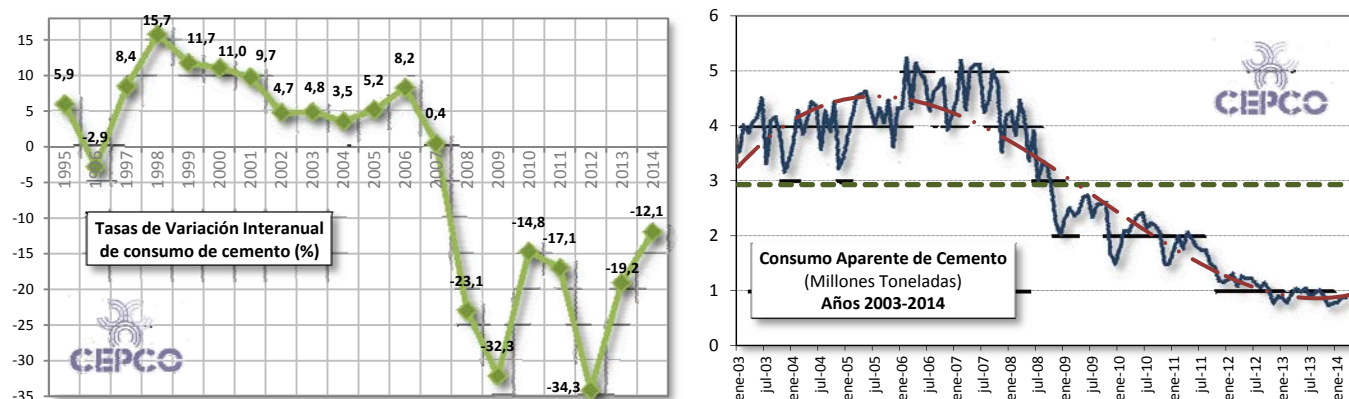 15
10
5
0
-5
-10
-15
-20
-25
-30
-35
5,9
-2,9
8,4
15,7
11,7
11,0
9,7
4,7
4,8
3,5
5,2
8,2
0,4
-23,1
-32,3
-14,8
-17,1
-34,3
-19,2
-12,1
1995
1996
1997
1998
1999
2000
2001
2002
2003
2004
2005
2006
2007
2008
2009
2010
2011
2012
2013
2014
Tasas de Variación Interanual
de consumo de cemento (%)
CEPCO
6
5
4
3
2
1
0
CEPCO
Consumo Aparente de Cemento
(Millones Toneladas)
Años 2003-2014
ene-03
jul-03
ene-04
jul-04
ene-05
jul-05
ene-06
jul-06
ene-07
jul-07
ene-08
jul-08
ene-09
jul-09
ene-10
jul-10
ene-11
jul-11
ene-12
jul-12
ene-13
jul-13
ene-14